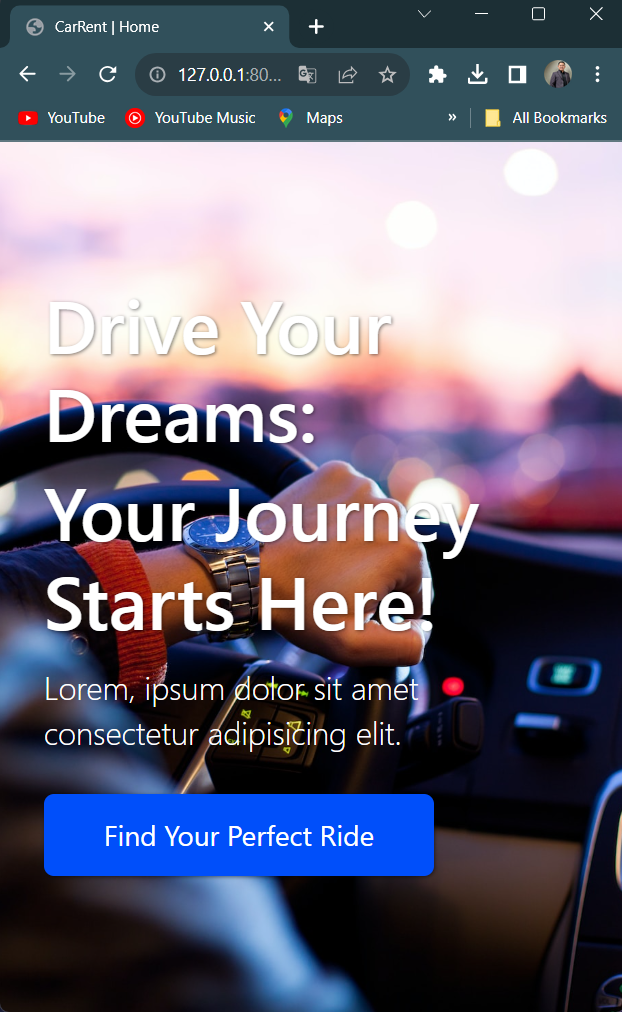 CarRent | Home
127.0.0.1:80...
YouTube
YouTube Music
Maps
»
All Bookmarks
Drive Your
Dreams:
Your Journey
Starts Here!
Lorem, ipsum dolor sit amet
consectetur adipisicing elit.
Find Your Perfect Ride